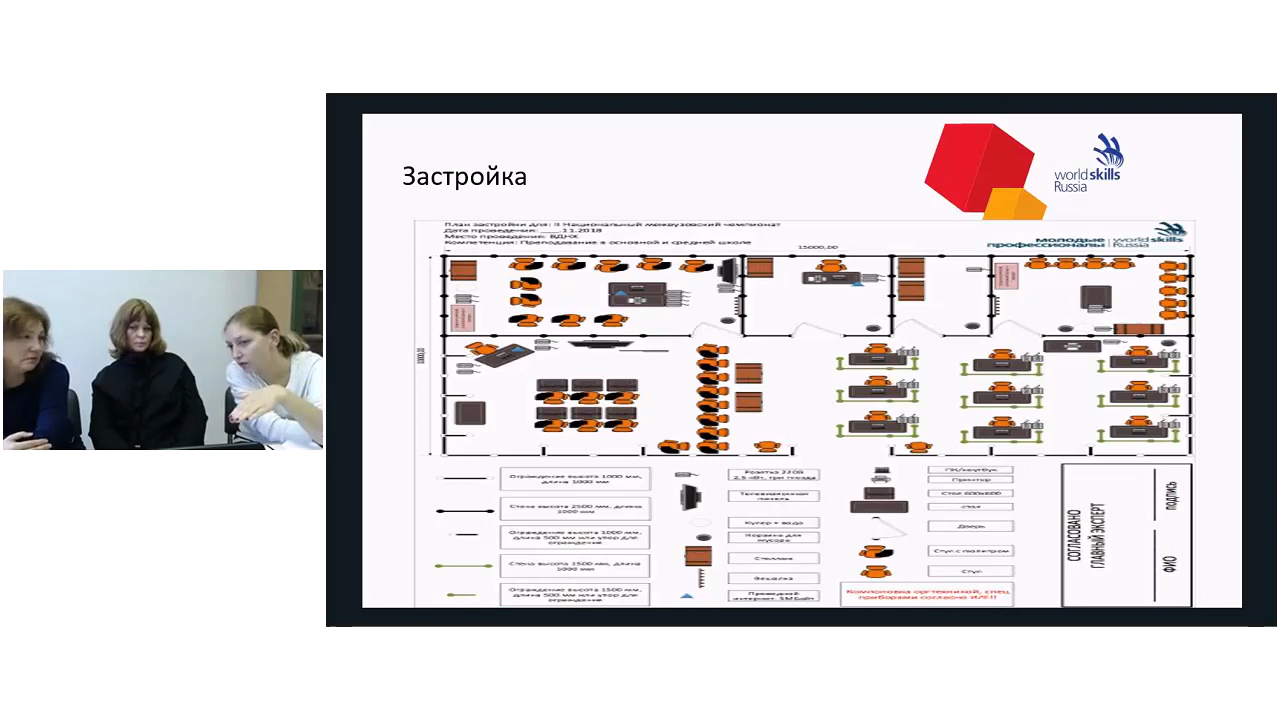 Застройка
world skills
Russia
План застройки для: II Национальный межвузовский чемпионат
Дата проведения: ____.11.2018
Место проведения: ВДНХ
Компетенция: Преподавание в основной и средней школе
15000,00
молодые
профессионалы
world skills
Russia
Ограждение высота 1000 мм,
длина 1000 мм
Стена высота 2500 мм, длина
1000 мм
Ограждение высота 1000 мм,
длина 500 мм или упор для
ограждения
Стена высота 1500 мм, длина
1000 мм
Ограждение высота 1500 мм,
длина 500 мм или упор для
ограждения
Розетка 220В
2,5 кВт, три гнезда
Телевизионная
панель
Кулер + вода
Корзина для
мусора
Стеллаж
Вешалка
Проводной
интернет
ПК/ноутбук
Принтер
Стол 600х600
стол
Дверь
Стул с пюпитром
Стул
Компоновка оргтехникой, спец
приборами согласно ИЛ!!!
СОГЛАСОВАНО
ГЛАВНЫЙ ЭКСПЕРТ
ПОДПИСЬ
ФИО